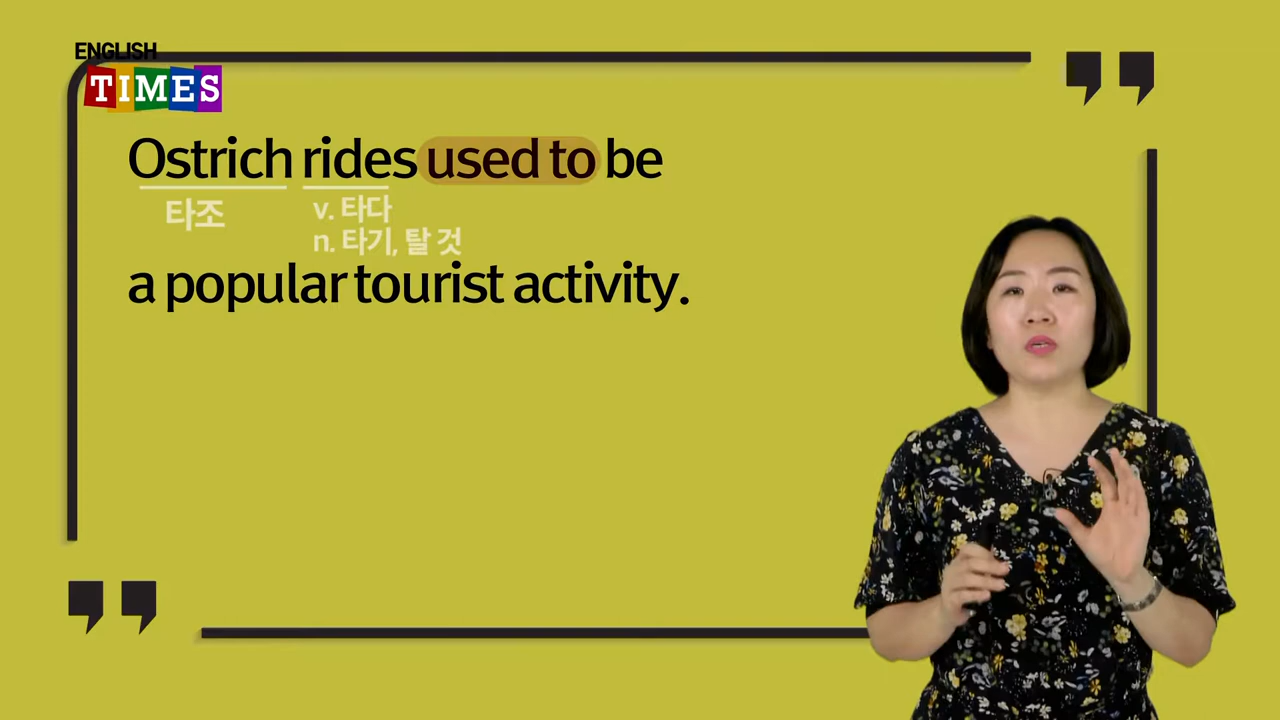 ENGLISH
TIMES
Ostrich rides used to be
타조
v. 타다
n. 타기, 탈 것
a popular tourist activity.